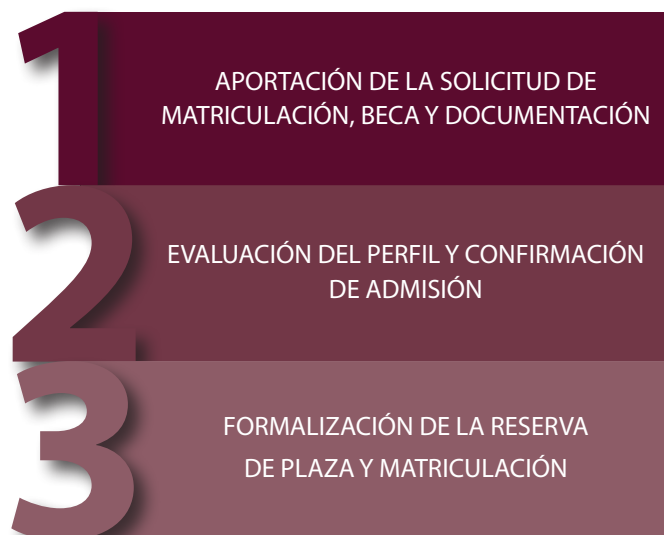 1
APORTACIÓN DE LA SOLICITUD DE
MATRICULACIÓN, BECA Y DOCUMENTACIÓN
2
EVALUACIÓN DEL PERFIL Y CONFIRMACIÓN
DE ADMISIÓN
3
FORMALIZACIÓN DE LA RESERVA
DE PLAZA Y MATRICULACIÓN